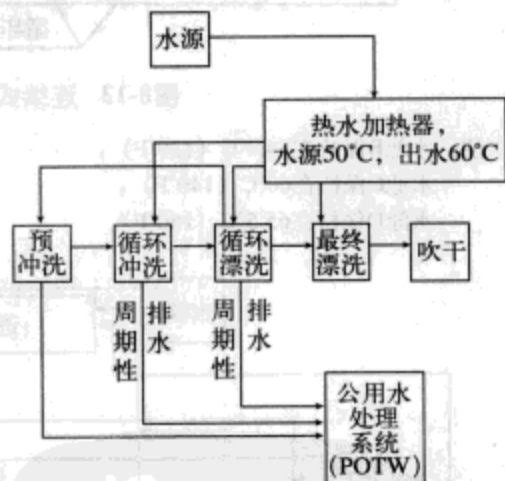 水源
热水加热器，
水源50°C，出水60°C
预
冲洗
循环
冲洗
循环
漂洗
最终
漂洗
吹干
周期性
排水
周期性
排水
公用水
处理
系统
(POTW)